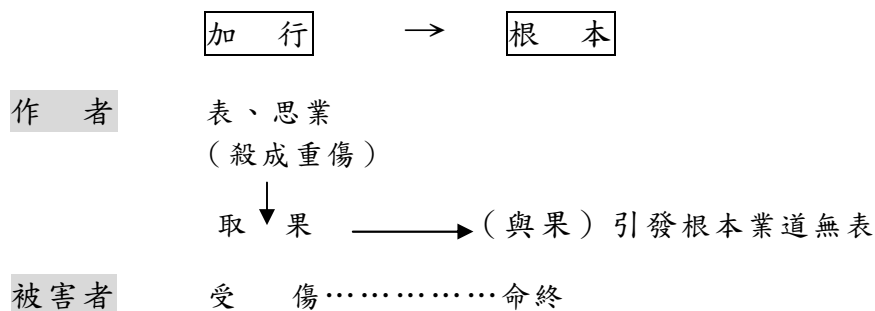 加 行 → 根 本
作 者 表、思業
(殺成重傷)
取 果 (與果)引發根本業道無表
被害者 受 傷……………命終